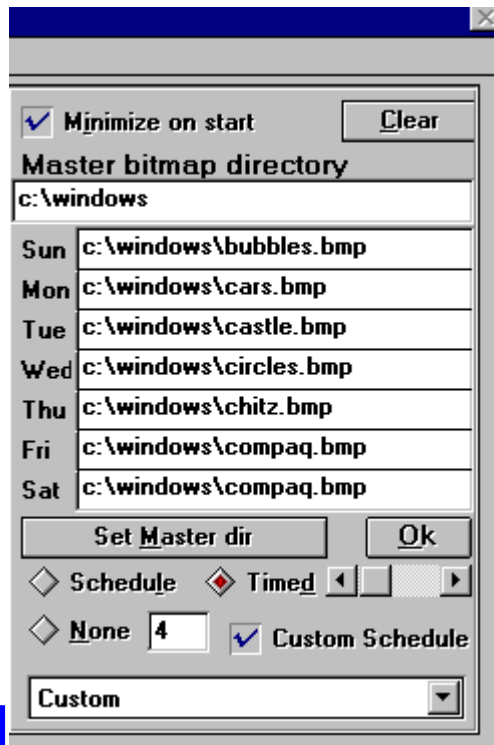 Minimize on start Clear
Master bitmap directory
c:\windows
Sun c:\windows\bubbles.bmp
Mon c:\windows\cars.bmp
Tue c:\windows\castle.bmp
Wed c:\windows\circles.bmp
Thu c:\windows\chitz.bmp
Fri c:\windows\compaq.bmp
Sat c:\windows\compaq.bmp
Set Master dir Ok
Schedule Timed
None 4 Custom Schedule
Custom